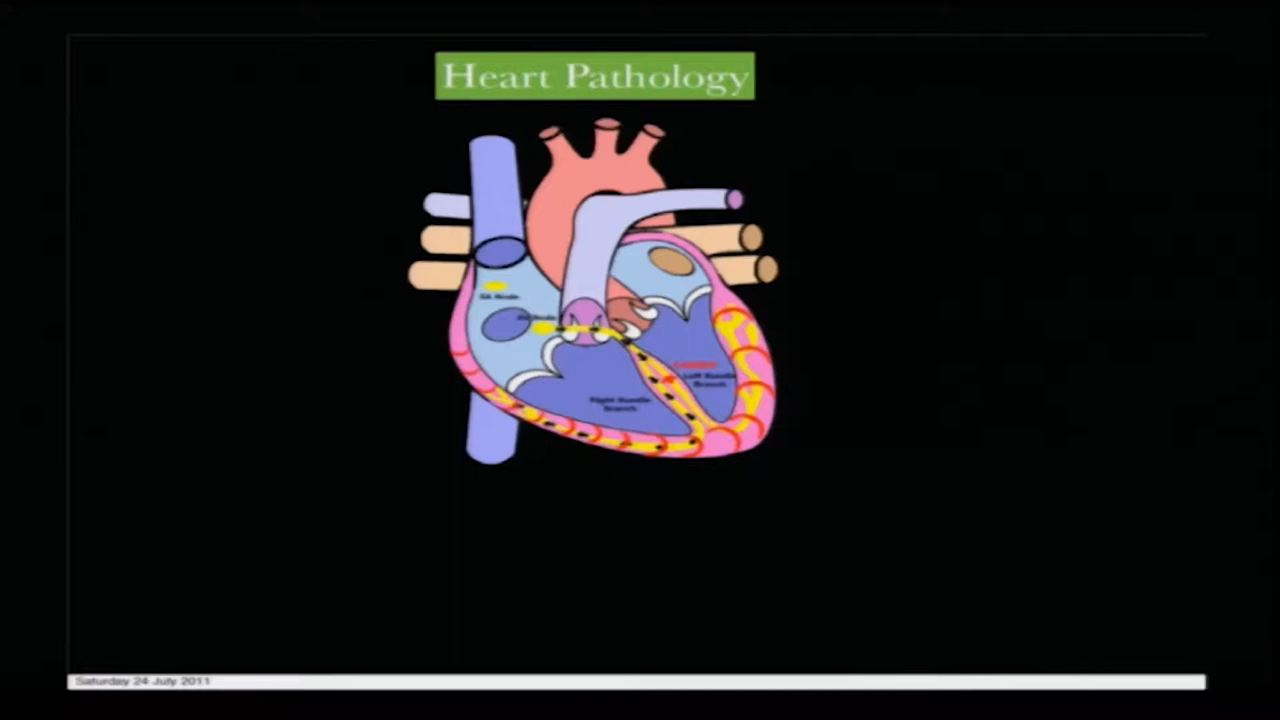 Heart Pathology
SA Node
AV Node
Left Bundle
Branch
Right Bundle
Branch
Saturday 24 July 2011